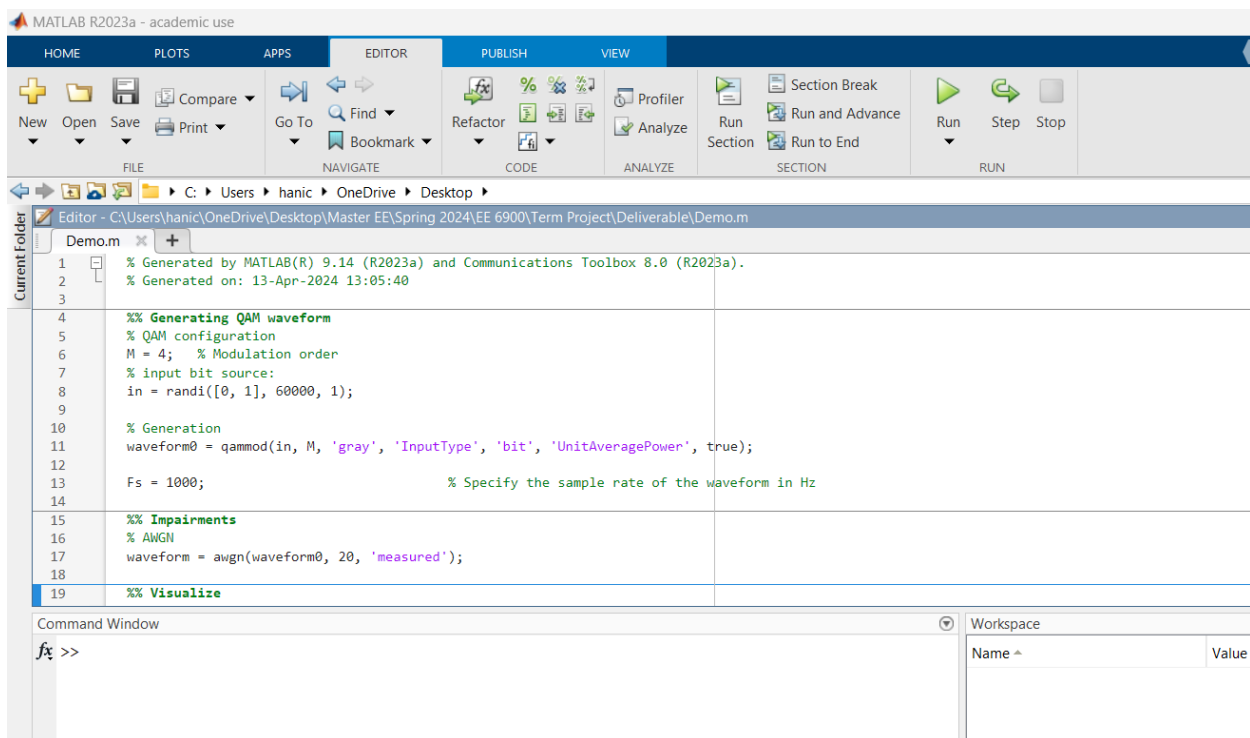 MATLAB R2023a - academic use
HOME PLOTS APPS EDITOR PUBLISH VIEW
New Open Save Compare Print
Go To Find Bookmark
Refactor
Profiler Analyze
Run Section Section Break Run and Advance Run to End
Run Step Stop
FILE NAVIGATE CODE ANALYZE SECTION RUN
C: Users hanic OneDrive Desktop
Current Folder
Editor - C:\Users\hanic\OneDrive\Desktop\Master EE\Spring 2024\EE 6900\Term Project\Deliverable\Demo.m
Demo.m
1 % Generated by MATLAB(R) 9.14 (R2023a) and Communications Toolbox 8.0 (R2023a).
2 % Generated on: 13-Apr-2024 13:05:40
3
4 %% Generating QAM waveform
5 % QAM configuration
6 M = 4; % Modulation order
7 % input bit source:
8 in = randi([0, 1], 60000, 1);
9
10 % Generation
11 waveform0 = qammod(in, M, 'gray', 'InputType', 'bit', 'UnitAveragePower', true);
12
13 Fs = 1000; % Specify the sample rate of the waveform in Hz
14
15 %% Impairments
16 % AWGN
17 waveform = awgn(waveform0, 20, 'measured');
18
19 %% Visualize
Command Window
fx >>
Workspace
Name Value